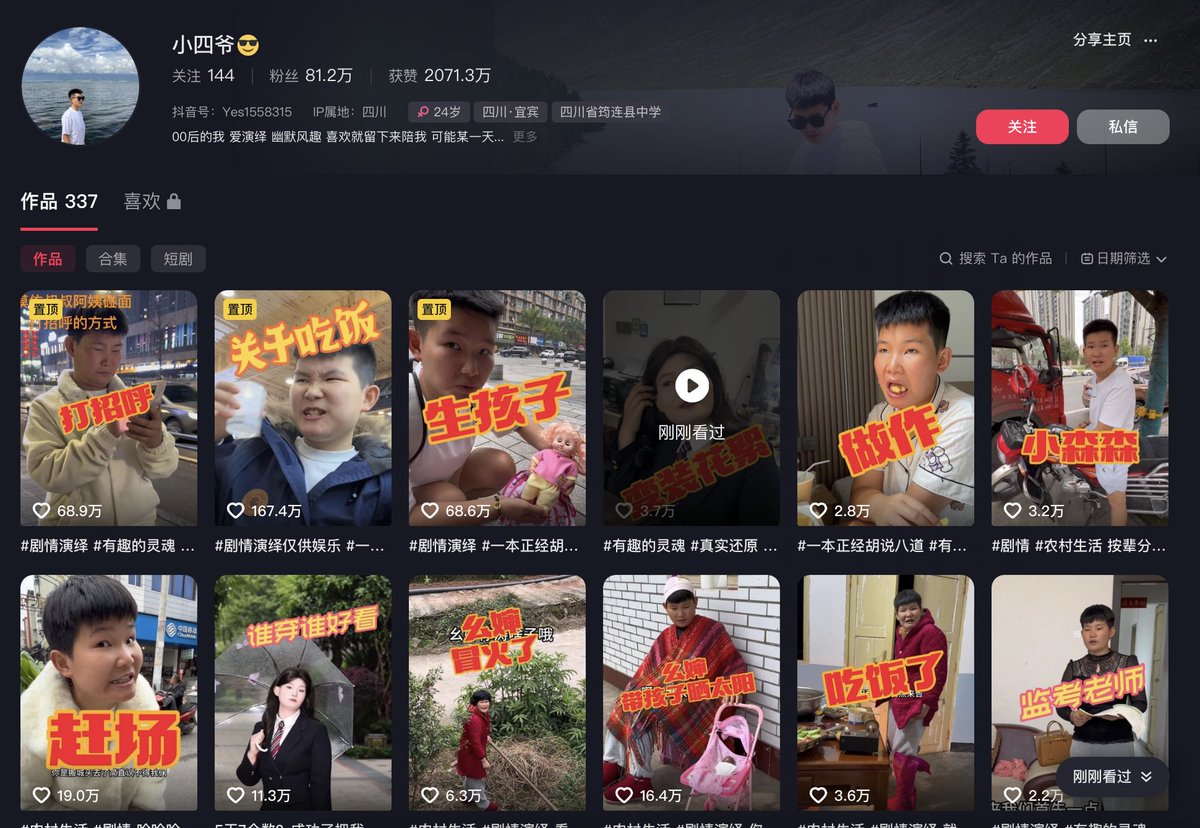 小四爷😎
分享主页 ...
关注 144
粉丝 81.2万
获赞 2071.3万
抖音号：Yes1558315
IP属地：四川
24岁
四川·宜宾
四川省筠连县中学
00后的我 爱演绎 幽默风趣 喜欢就留下来陪我 可能某一天... 更多
关注
私信
作品 337
喜欢
作品
合集
短剧
搜索 Ta 的作品
日期筛选
置顶
叔阿姨碰面
打招呼的方式
打招呼
68.9万
#剧情演绎 #有趣的灵魂 ...
置顶
关于吃饭
167.4万
#剧情演绎仅供娱乐 #一...
置顶
生孩子
68.6万
#剧情演绎 #一本正经胡...
刚刚看过
变装花絮
3.7万
#有趣的灵魂 #真实还原 ...
做作
2.8万
#一本正经胡说八道 #有...
小森森
3.2万
#剧情 #农村生活 按辈分...
中国移动
赶场
19.0万
谁穿谁好看
11.3万
幺婶
冒火了
6.3万
幺婶
带孩子晒太阳
16.4万
吃饭了
3.6万
监考老师
刚刚看过
2.2万